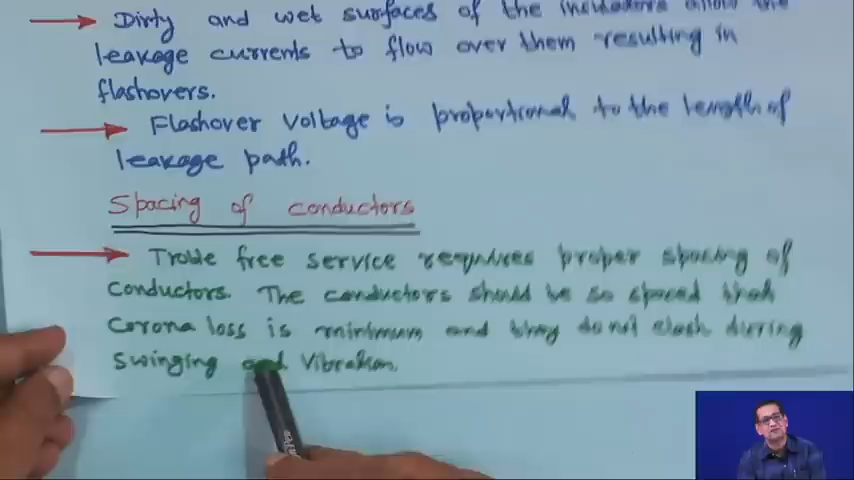 Dirty and wet surfaces of the insulators allow the
leakage currents to flow over them resulting in
flashovers.
Flashover Voltage is proportional to the length of
leakage path.
Spacing of conductors
Troble free service requires proper spacing of
conductors. The conductors should be so spaced that
Corona loss is minimum and they do not clash during
Swinging and Vibration.